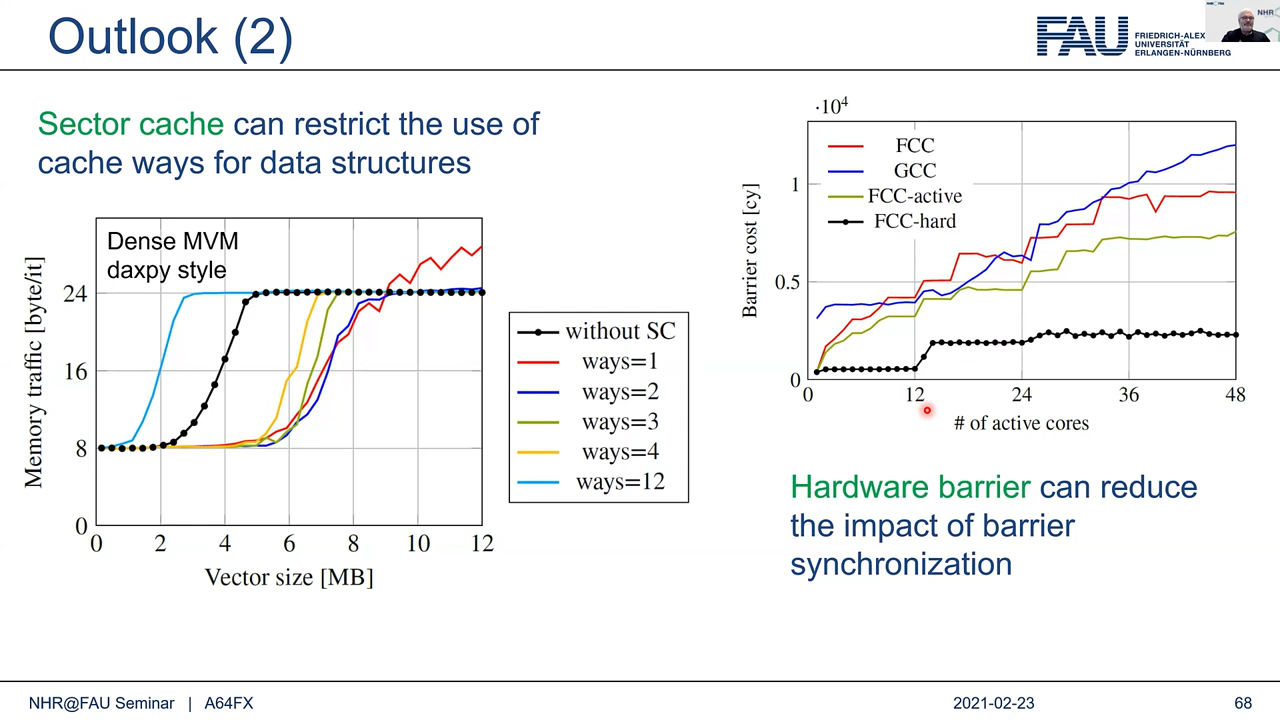 Outlook (2)
FAU
FRIEDRICH-ALEX
UNIVERSITÄT
ERLANGEN-NÜRNBERG
NHR
Sector cache can restrict the use of
cache ways for data structures
Dense MVM
daxpy style
Memory traffic [byte/it]
24
16
8
0
0 2 4 6 8 10 12
Vector size [MB]
without SC
ways=1
ways=2
ways=3
ways=4
ways=12
·10⁴
FCC
GCC
FCC-active
FCC-hard
Barrier cost [cy]
1
0.5
0
0 12 24 36 48
# of active cores
Hardware barrier can reduce
the impact of barrier
synchronization
NHR@FAU Seminar | A64FX
2021-02-23
68